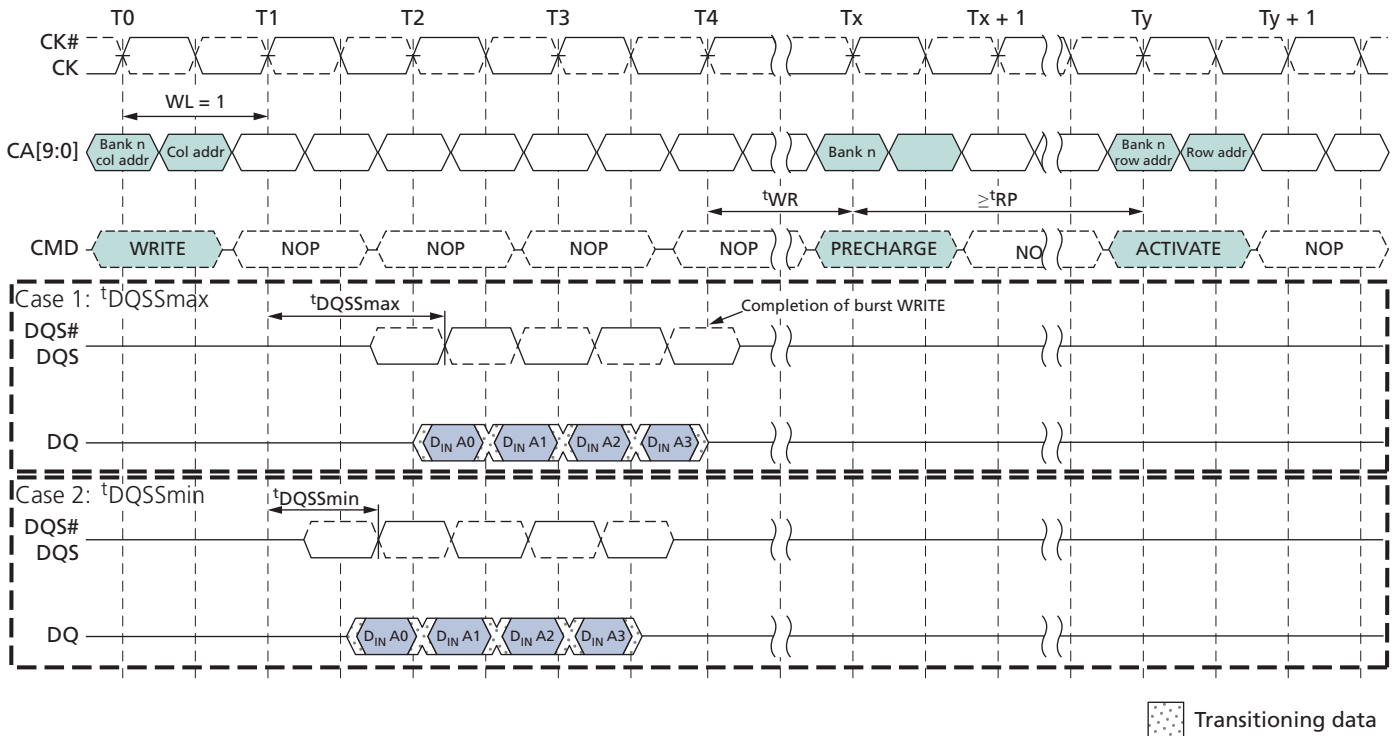 T0 T1 T2 T3 T4 Tx Tx + 1 Ty Ty + 1
CK#
CK
WL = 1
CA[9:0] Bank n col addr Col addr Bank n Bank n row addr Row addr
tWR ≥tRP
CMD WRITE NOP NOP NOP NOP PRECHARGE NO ACTIVATE NOP
Case 1: tDQSSmax
tDQSSmax
Completion of burst WRITE
DQS#
DQS
DQ DIN A0 DIN A1 DIN A2 DIN A3
Case 2: tDQSSmin
tDQSSmin
DQS#
DQS
DQ DIN A0 DIN A1 DIN A2 DIN A3
Transitioning data